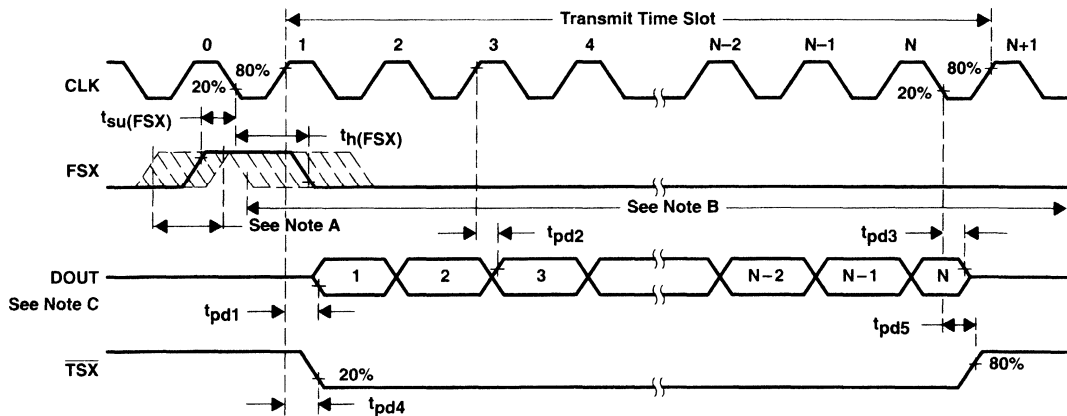 Transmit Time Slot
0 1 2 3 4 N−2 N−1 N N+1
CLK 20% 80% 20% 80%
tsu(FSX) th(FSX)
FSX
See Note A See Note B
tpd2 tpd3
DOUT 1 2 3 N−2 N−1 N
See Note C
tpd1 tpd5
TSX 20% 80%
tpd4